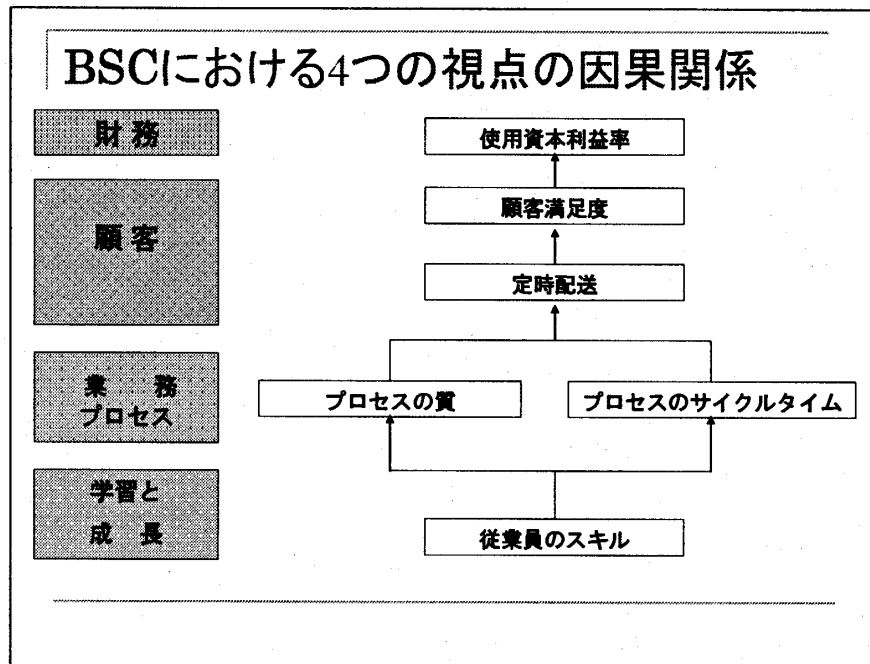 BSCにおける4つの視点の因果関係
財 務
使用資本利益率
顧 客
顧客満足度
定時配送
業 務
プロセス
プロセスの質
プロセスのサイクルタイム
学習と
成 長
従業員のスキル